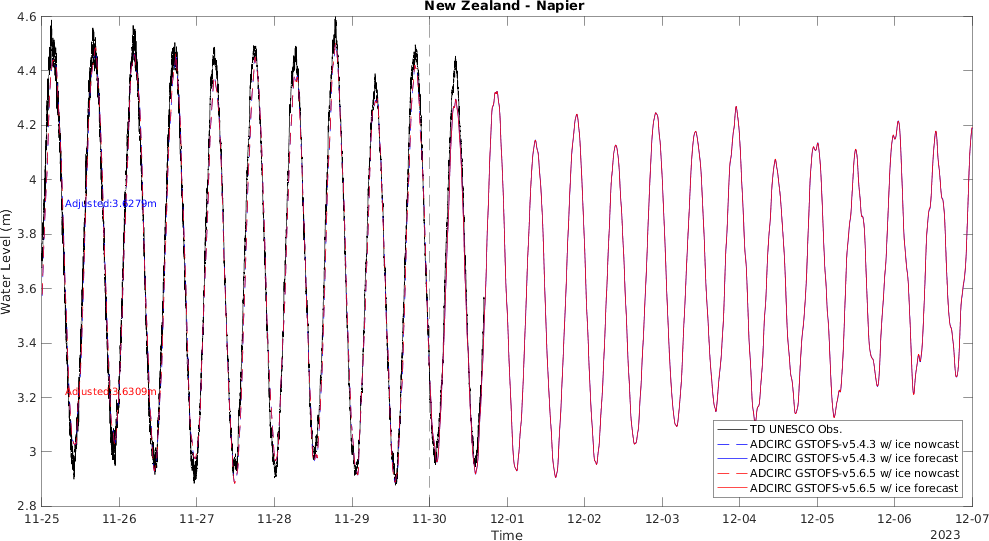 New Zealand - Napier
4.6
4.4
4.2
4
3.8
3.6
3.4
3.2
3
2.8
Water Level (m)
Adjusted:3.6279m
Adjusted:3.6309m
TD UNESCO Obs.
ADCIRC GSTOFS-v5.4.3 w/ ice nowcast
ADCIRC GSTOFS-v5.4.3 w/ ice forecast
ADCIRC GSTOFS-v5.6.5 w/ ice nowcast
ADCIRC GSTOFS-v5.6.5 w/ ice forecast
11-25 11-26 11-27 11-28 11-29 11-30 12-01 12-02 12-03 12-04 12-05 12-06 12-07
Time
2023